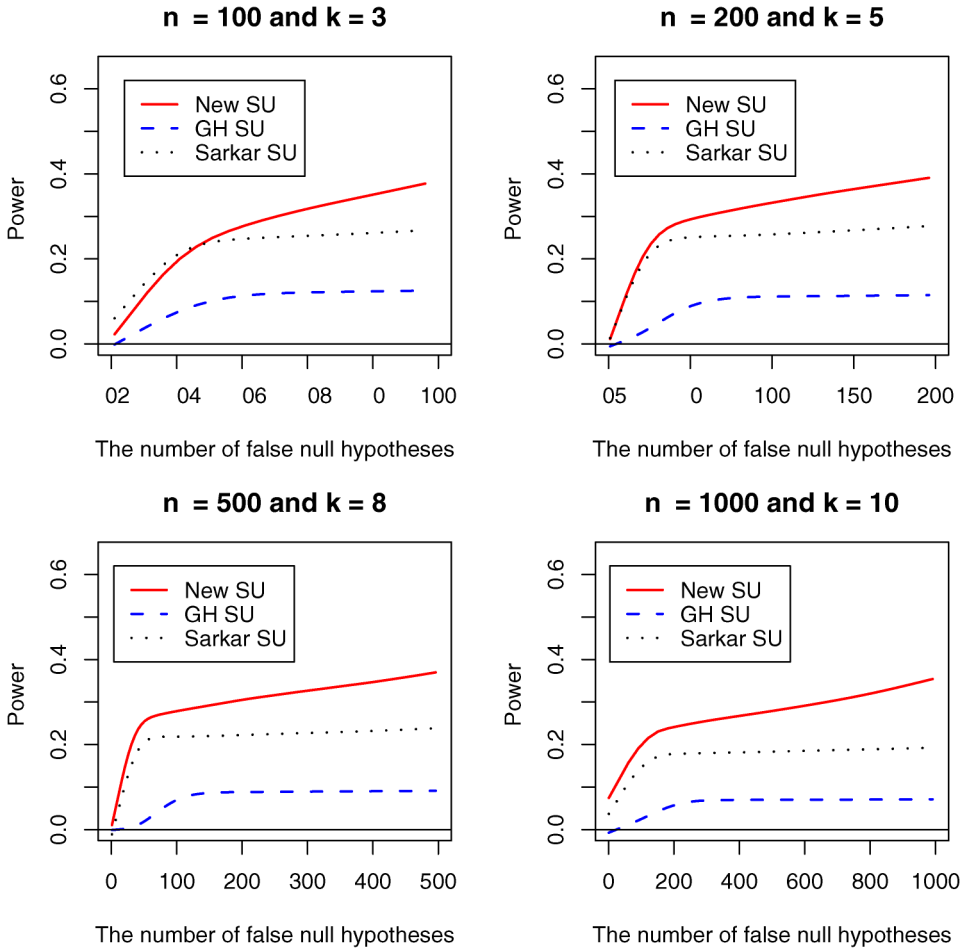 n = 100 and k = 3
Power
0.0 0.2 0.4 0.6
New SU
GH SU
Sarkar SU
02 04 06 08 0 100
The number of false null hypotheses
n = 200 and k = 5
Power
0.0 0.2 0.4 0.6
New SU
GH SU
Sarkar SU
05 0 100 150 200
The number of false null hypotheses
n = 500 and k = 8
Power
0.0 0.2 0.4 0.6
New SU
GH SU
Sarkar SU
0 100 200 300 400 500
The number of false null hypotheses
n = 1000 and k = 10
Power
0.0 0.2 0.4 0.6
New SU
GH SU
Sarkar SU
0 200 400 600 800 1000
The number of false null hypotheses